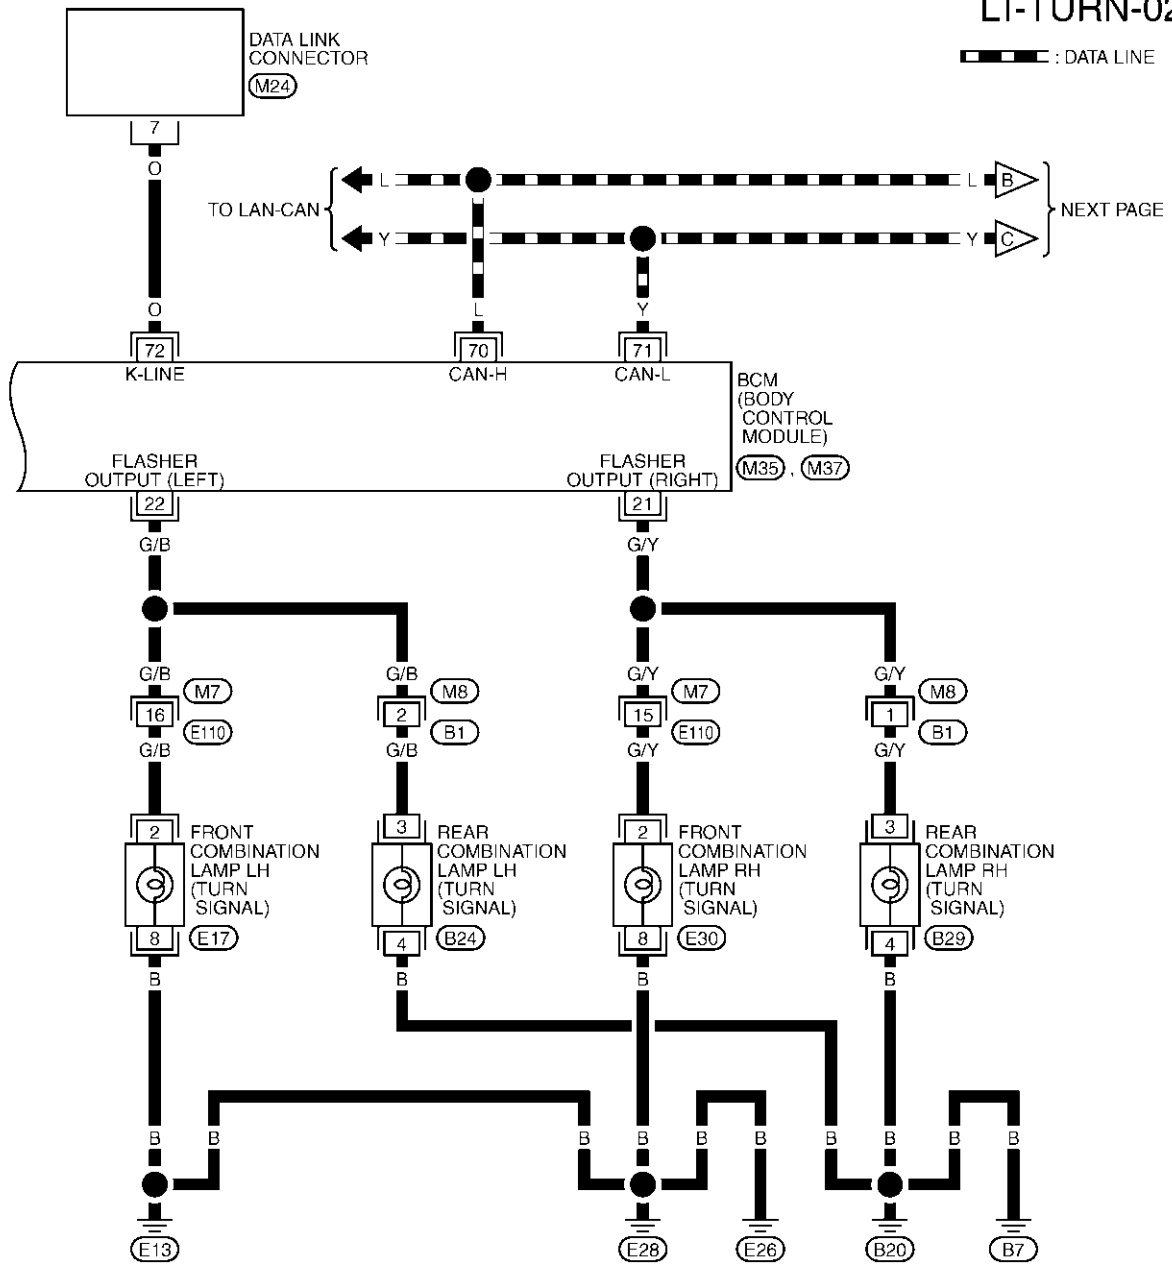 LT-TURN-02
: DATA LINE
DATA LINK
CONNECTOR
M24
7
O
L
L
B
TO LAN-CAN
NEXT PAGE
Y
Y
C
O
L
Y
72
70
71
K-LINE
CAN-H
CAN-L
BCM
(BODY
CONTROL
MODULE)
M35 , M37
FLASHER
OUTPUT (LEFT)
FLASHER
OUTPUT (RIGHT)
22
21
G/B
G/Y
G/B
G/B
G/Y
G/Y
M7
M8
M7
M8
16
2
15
1
E110
B1
E110
B1
G/B
G/B
G/Y
G/Y
2
FRONT
COMBINATION
LAMP LH
(TURN
SIGNAL)
8
E17
3
REAR
COMBINATION
LAMP LH
(TURN
SIGNAL)
4
B24
2
FRONT
COMBINATION
LAMP RH
(TURN
SIGNAL)
8
E30
3
REAR
COMBINATION
LAMP RH
(TURN
SIGNAL)
4
B29
B
B
B
B
B
B
B
B
B
B
B
B
B
B
E13
E28
E26
B20
B7